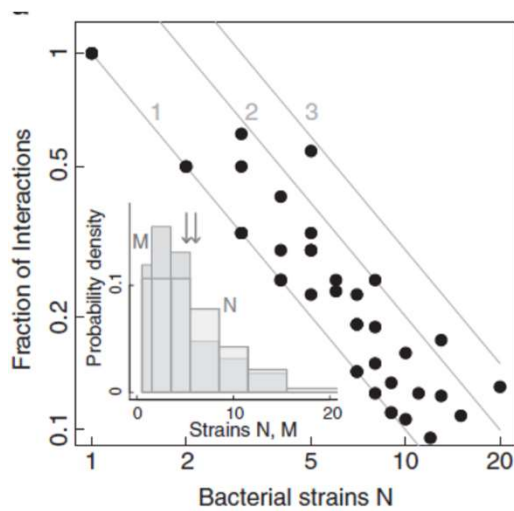 1
2
3
1
0.5
0.2
0.1
Fraction of Interactions
M
N
0.1
0
Probability density
0
10
20
Strains N, M
1
2
5
10
20
Bacterial strains N